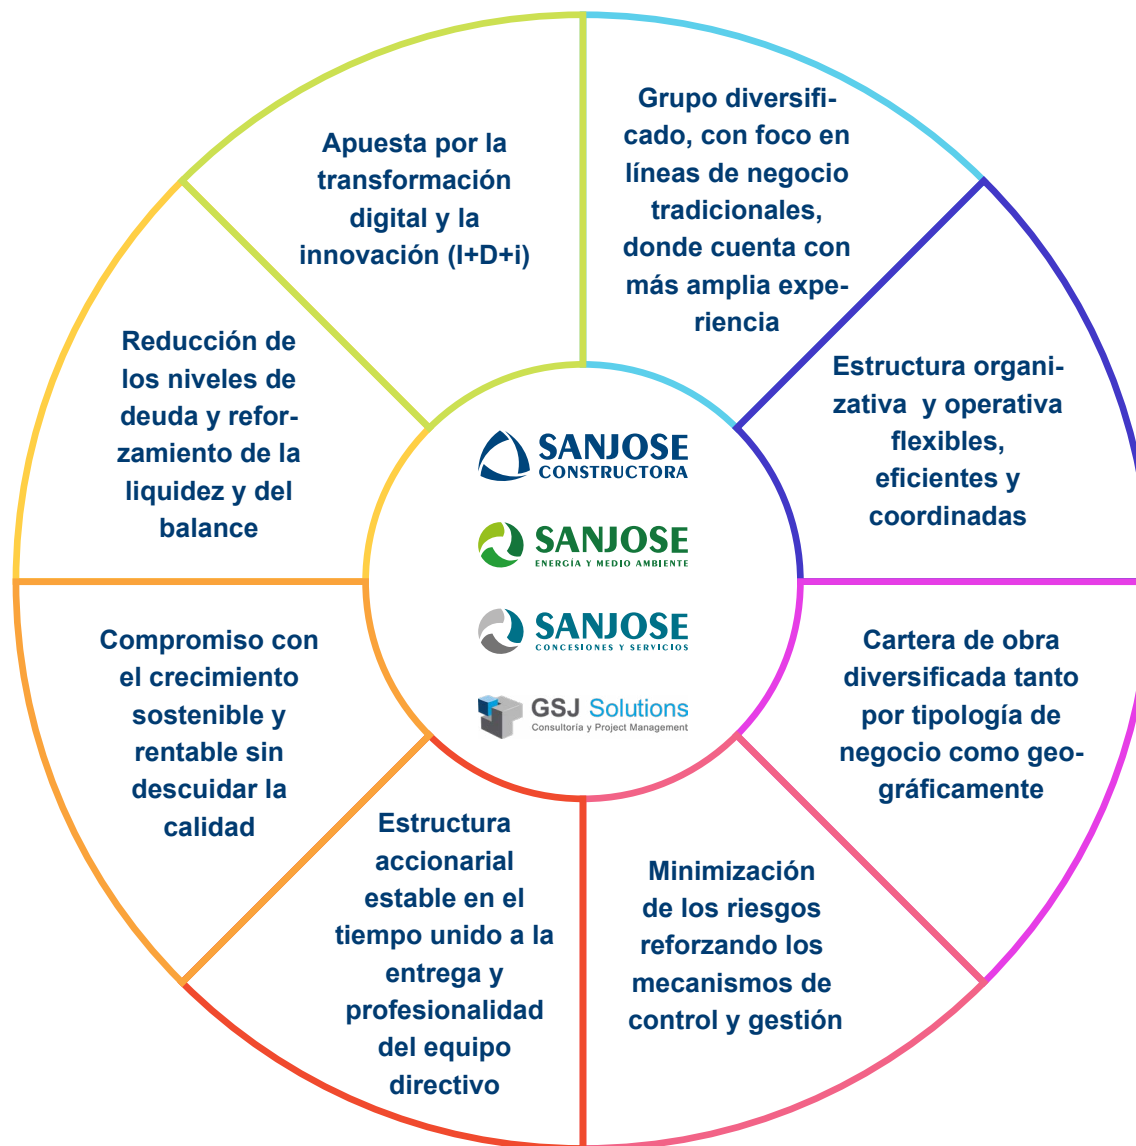 Apuesta por la
transformación
digital y la
innovación (I+D+i)
Grupo diversifi-
cado, con foco en
líneas de negocio
tradicionales,
donde cuenta con
más amplia expe-
riencia
Estructura organi-
zativa y operativa
flexibles,
eficientes y
coordinadas
Cartera de obra
diversificada tanto
por tipología de
negocio como geo-
gráficamente
Minimización
de los riesgos
reforzando los
mecanismos de
control y gestión
Estructura
accionarial
estable en el
tiempo unido a la
entrega y
profesionalidad
del equipo
directivo
Compromiso con
el crecimiento
sostenible y
rentable sin
descuidar la
calidad
Reducción de
los niveles de
deuda y refor-
zamiento de la
liquidez y del
balance
SANJOSE
CONSTRUCTORA
SANJOSE
ENERGÍA Y MEDIO AMBIENTE
SANJOSE
CONCESIONES Y SERVICIOS
GSJ Solutions
Consultoría y Project Management